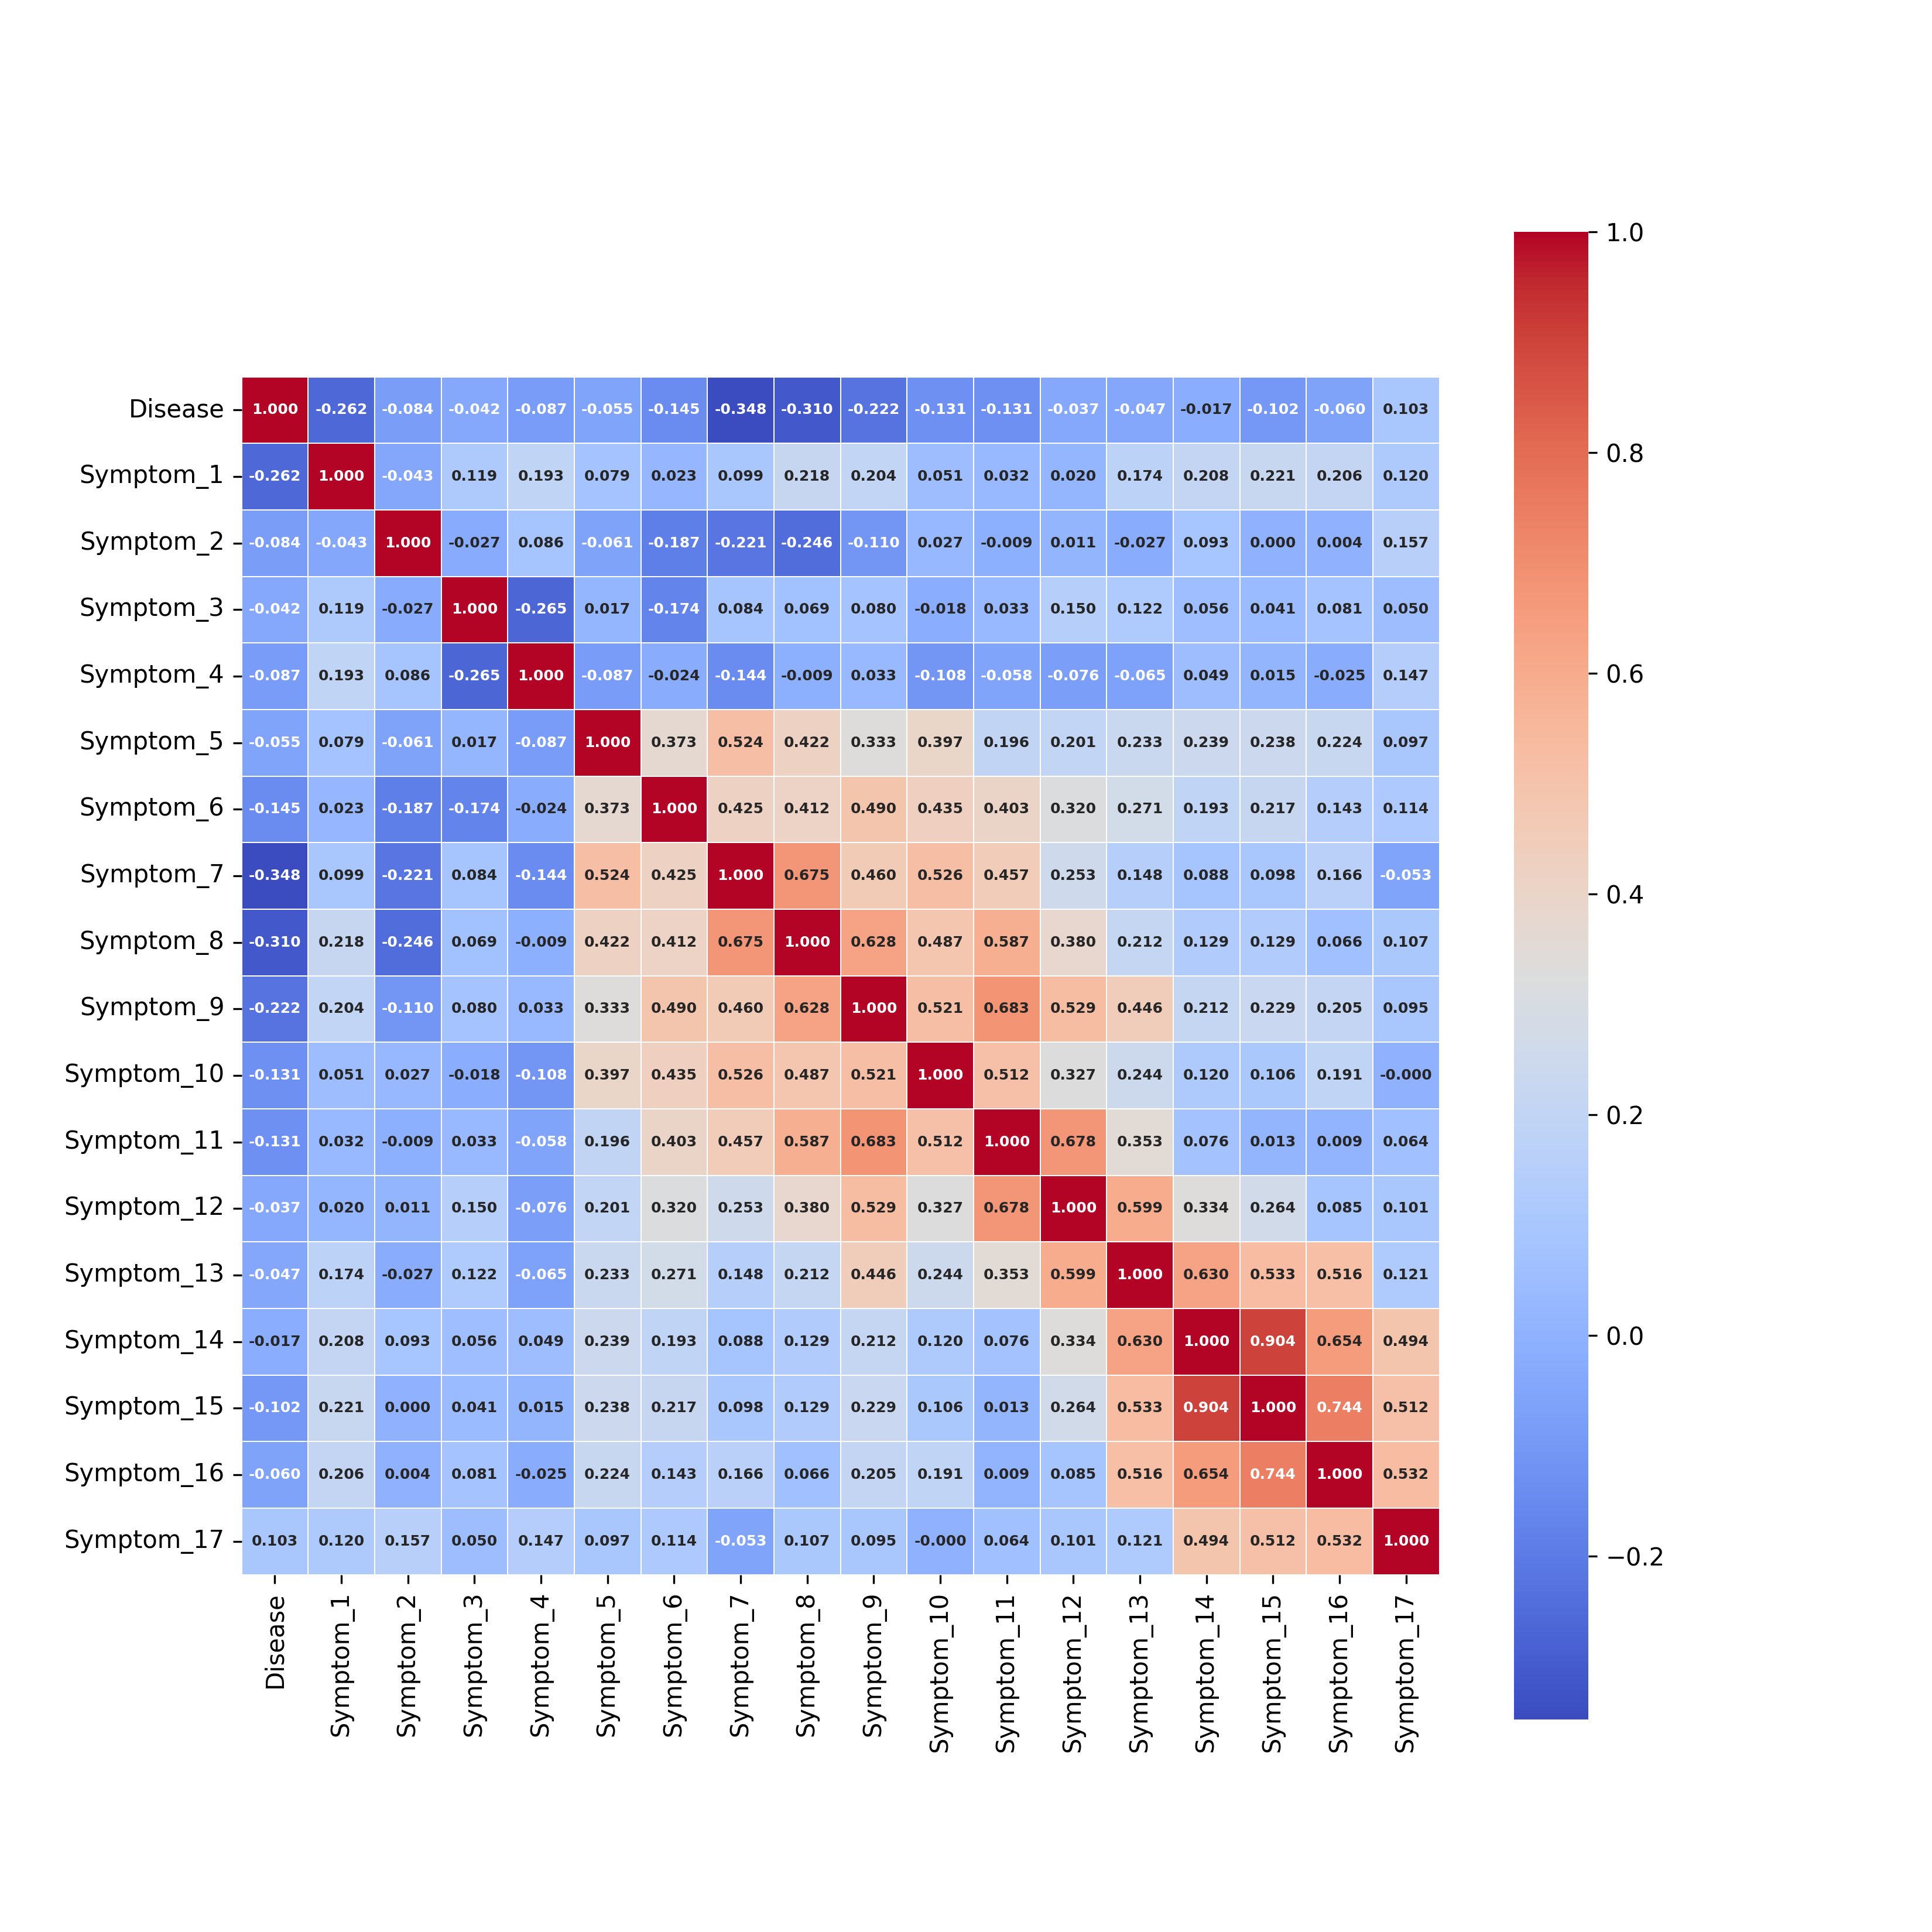 1.0
Disease 1.000 -0.262 -0.084 -0.042 -0.087 -0.055 -0.145 -0.348 -0.310 -0.222 -0.131 -0.131 -0.037 -0.047 -0.017 -0.102 -0.060 0.103
0.8
Symptom_1 -0.262 1.000 -0.043 0.119 0.193 0.079 0.023 0.099 0.218 0.204 0.051 0.032 0.020 0.174 0.208 0.221 0.206 0.120
Symptom_2 -0.084 -0.043 1.000 -0.027 0.086 -0.061 -0.187 -0.221 -0.246 -0.110 0.027 -0.009 0.011 -0.027 0.093 0.000 0.004 0.157
Symptom_3 -0.042 0.119 -0.027 1.000 -0.265 0.017 -0.174 0.084 0.069 0.080 -0.018 0.033 0.150 0.122 0.056 0.041 0.081 0.050
Symptom_4 -0.087 0.193 0.086 -0.265 1.000 -0.087 -0.024 -0.144 -0.009 0.033 -0.108 -0.058 -0.076 -0.065 0.049 0.015 -0.025 0.147
0.6
Symptom_5 -0.055 0.079 -0.061 0.017 -0.087 1.000 0.373 0.524 0.422 0.333 0.397 0.196 0.201 0.233 0.239 0.238 0.224 0.097
Symptom_6 -0.145 0.023 -0.187 -0.174 -0.024 0.373 1.000 0.425 0.412 0.490 0.435 0.403 0.320 0.271 0.193 0.217 0.143 0.114
Symptom_7 -0.348 0.099 -0.221 0.084 -0.144 0.524 0.425 1.000 0.675 0.460 0.526 0.457 0.253 0.148 0.088 0.098 0.166 -0.053
0.4
Symptom_8 -0.310 0.218 -0.246 0.069 -0.009 0.422 0.412 0.675 1.000 0.628 0.487 0.587 0.380 0.212 0.129 0.129 0.066 0.107
Symptom_9 -0.222 0.204 -0.110 0.080 0.033 0.333 0.490 0.460 0.628 1.000 0.521 0.683 0.529 0.446 0.212 0.229 0.205 0.095
Symptom_10 -0.131 0.051 0.027 -0.018 -0.108 0.397 0.435 0.526 0.487 0.521 1.000 0.512 0.327 0.244 0.120 0.106 0.191 -0.000
0.2
Symptom_11 -0.131 0.032 -0.009 0.033 -0.058 0.196 0.403 0.457 0.587 0.683 0.512 1.000 0.678 0.353 0.076 0.013 0.009 0.064
Symptom_12 -0.037 0.020 0.011 0.150 -0.076 0.201 0.320 0.253 0.380 0.529 0.327 0.678 1.000 0.599 0.334 0.264 0.085 0.101
Symptom_13 -0.047 0.174 -0.027 0.122 -0.065 0.233 0.271 0.148 0.212 0.446 0.244 0.353 0.599 1.000 0.630 0.533 0.516 0.121
0.0
Symptom_14 -0.017 0.208 0.093 0.056 0.049 0.239 0.193 0.088 0.129 0.212 0.120 0.076 0.334 0.630 1.000 0.904 0.654 0.494
Symptom_15 -0.102 0.221 0.000 0.041 0.015 0.238 0.217 0.098 0.129 0.229 0.106 0.013 0.264 0.533 0.904 1.000 0.744 0.512
Symptom_16 -0.060 0.206 0.004 0.081 -0.025 0.224 0.143 0.166 0.066 0.205 0.191 0.009 0.085 0.516 0.654 0.744 1.000 0.532
Symptom_17 0.103 0.120 0.157 0.050 0.147 0.097 0.114 -0.053 0.107 0.095 -0.000 0.064 0.101 0.121 0.494 0.512 0.532 1.000
−0.2
Disease
Symptom_1
Symptom_2
Symptom_3
Symptom_4
Symptom_5
Symptom_6
Symptom_7
Symptom_8
Symptom_9
Symptom_10
Symptom_11
Symptom_12
Symptom_13
Symptom_14
Symptom_15
Symptom_16
Symptom_17